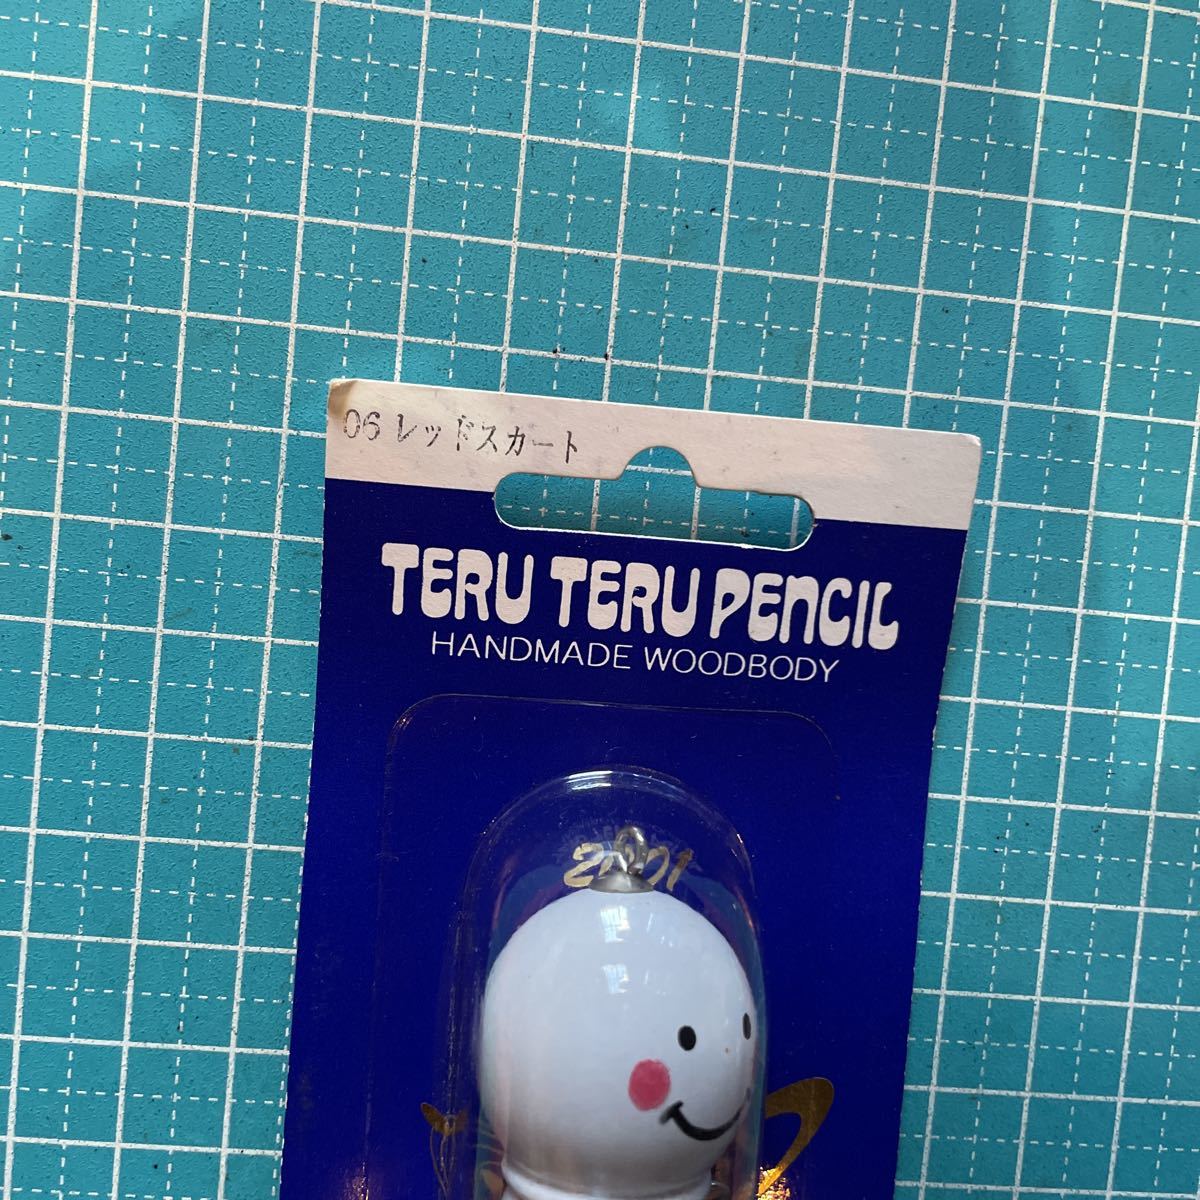 06 レッドスカート
TERU TERU PENCIL
HANDMADE WOODBODY
2001